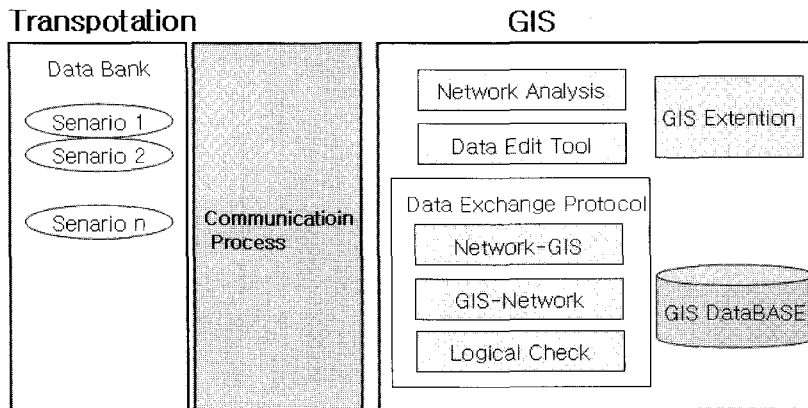 Transpotation
GIS
Data Bank
Senario 1
Senario 2
Senario n
Communicatioin
Process
Network Analysis
Data Edit Tool
GIS Extention
Data Exchange Protocol
Network-GIS
GIS-Network
Logical Check
GIS DataBASE